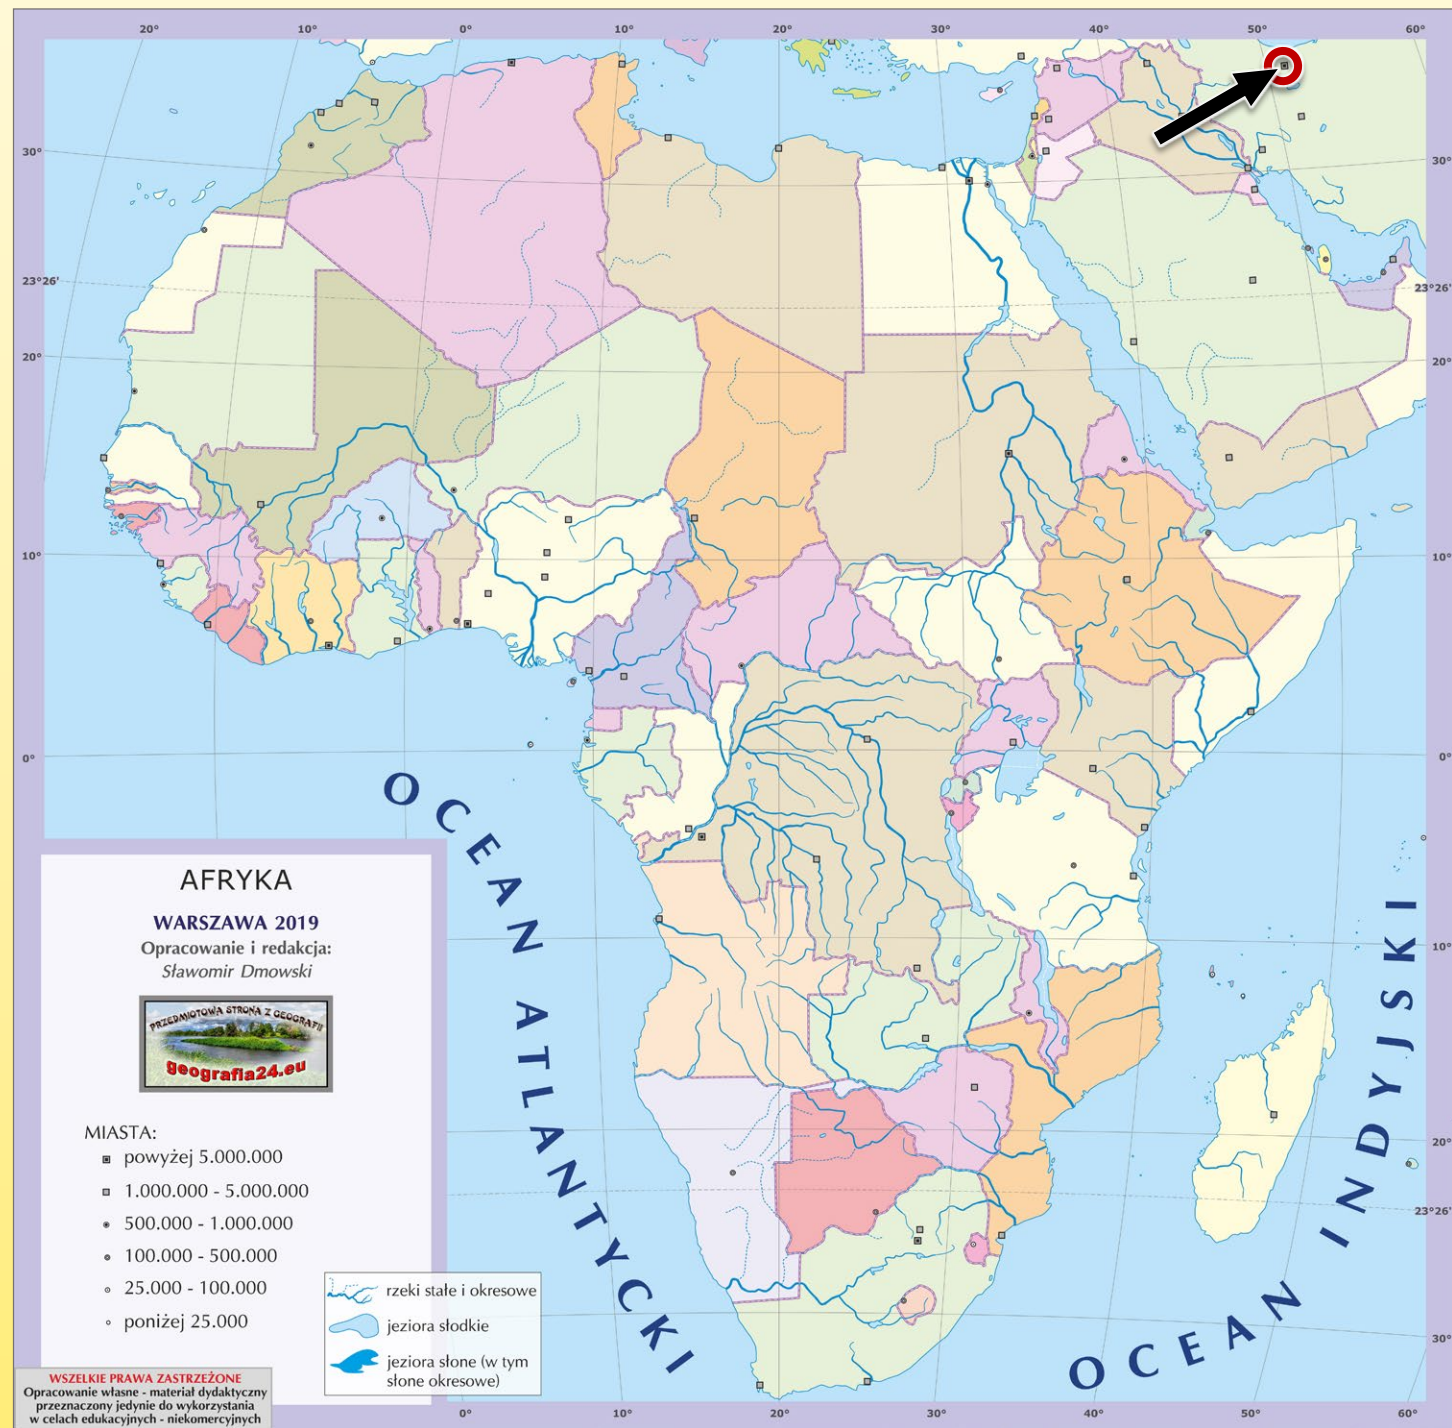 20° 10° 0° 10° 20° 30° 40° 50° 60°
30° 30°
23°26' 23°26'
20° 20°
10° 10°
0° 0°
OCEAN ATLANTYCKI
OCEAN INDYJSKI
10°
20°
23°26'
30°
AFRYKA
WARSZAWA 2019
Opracowanie i redakcja:
Sławomir Dmowski
PRZEDMIOTOWA STRONA Z GEOGRAFII
geografia24.eu
MIASTA:
powyżej 5.000.000
1.000.000 - 5.000.000
500.000 - 1.000.000
100.000 - 500.000
25.000 - 100.000
poniżej 25.000
rzeki stałe i okresowe
jeziora słodkie
jeziora słone (w tym
słone okresowe)
WSZELKIE PRAWA ZASTRZEŻONE
Opracowanie własne - materiał dydaktyczny
przeznaczony jedynie do wykorzystania
w celach edukacyjnych - niekomercyjnych
0° 10° 20° 30° 40° 50° 60°